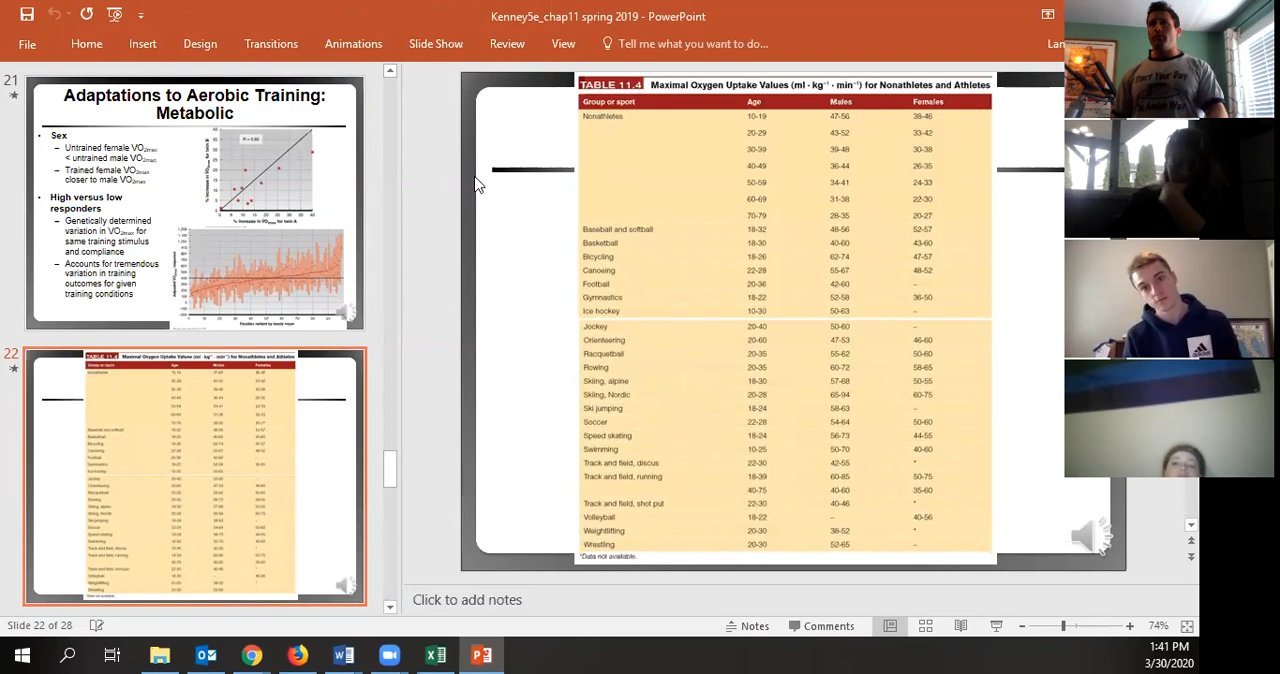 Kenney5e_chap11 spring 2019 - PowerPoint
File Home Insert Design Transitions Animations Slide Show Review View Tell me what you want to do...
21
Adaptations to Aerobic Training:
Metabolic
• Sex
– Untrained female VO2max
< untrained male VO2max
– Trained female VO2max
closer to male VO2max
• High versus low
responders
– Genetically determined
variation in VO2max for
same training stimulus
and compliance
– Accounts for tremendous
variation in training
outcomes for given
training conditions
22
TABLE 11.4 Maximal Oxygen Uptake Values (ml · kg⁻¹ · min⁻¹) for Nonathletes and Athletes
Group or sport Age Males Females
Nonathletes 10-19 47-56 38-46
20-29 43-52 33-42
30-39 39-48 30-38
40-49 36-44 26-35
50-59 34-41 24-33
60-69 31-38 22-30
70-79 28-35 20-27
Baseball and softball 18-32 48-56 52-57
Basketball 18-30 40-60 43-60
Bicycling 18-26 62-74 47-57
Canoeing 22-28 55-67 48-52
Football 20-36 42-60 –
Gymnastics 18-22 52-58 36-50
Ice hockey 10-30 50-63 –
Jockey 20-40 50-60 –
Orienteering 20-60 47-53 46-60
Racquetball 20-35 55-62 50-60
Rowing 20-35 60-72 58-65
Skiing, alpine 18-30 57-68 50-55
Skiing, Nordic 20-28 65-94 60-75
Ski jumping 18-24 58-63 –
Soccer 22-28 54-64 50-60
Speed skating 18-24 56-73 44-55
Swimming 10-25 50-70 40-60
Track and field, discus 22-30 42-55 *
Track and field, running 18-39 60-85 50-75
40-75 40-60 35-60
Track and field, shot put 22-30 40-46 *
Volleyball 18-22 – 40-56
Weightlifting 20-30 38-52 *
Wrestling 20-30 52-65 –
*Data not available.
START YOUR DAY
THE AMISH WAY
adidas
Click to add notes
Slide 22 of 28 Notes Comments 74%
1:41 PM
3/30/2020